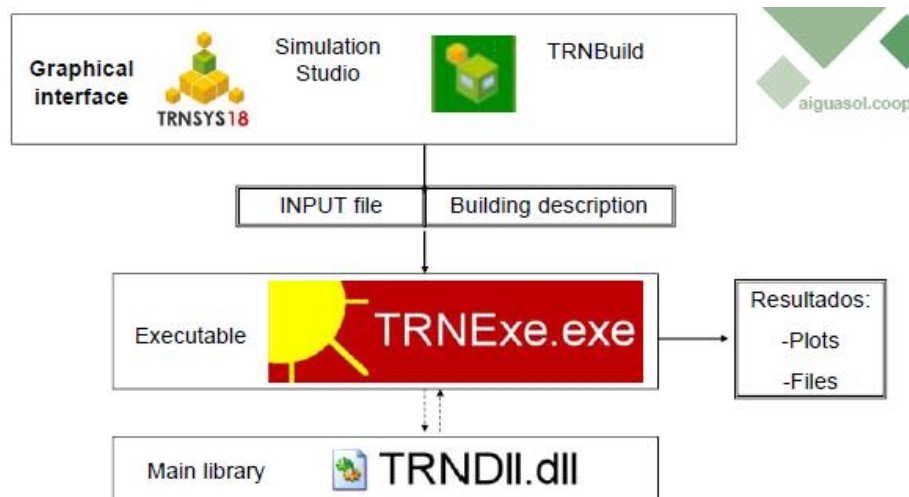 Graphical
interface
TRNSYS18
Simulation
Studio
TRNBuild
aiguasol.coop
INPUT file
Building description
Executable
TRNExe.exe
Resultados:
-Plots
-Files
Main library
TRNDll.dll